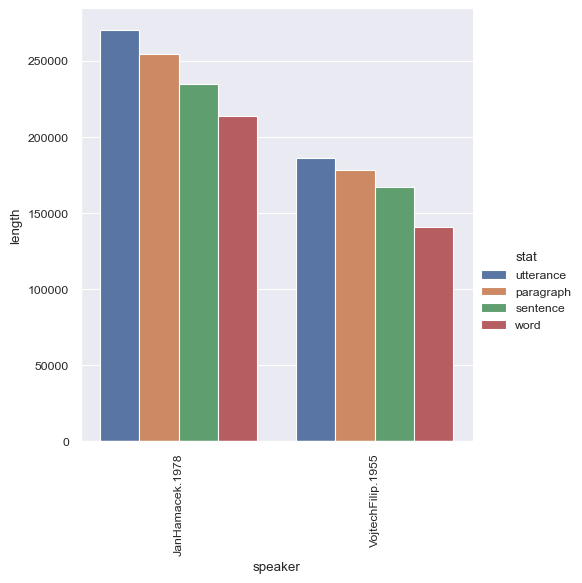 250000
200000
150000
100000
50000
0
length
JanHamacek.1978
VojtechFilip.1955
speaker
stat
utterance
paragraph
sentence
word